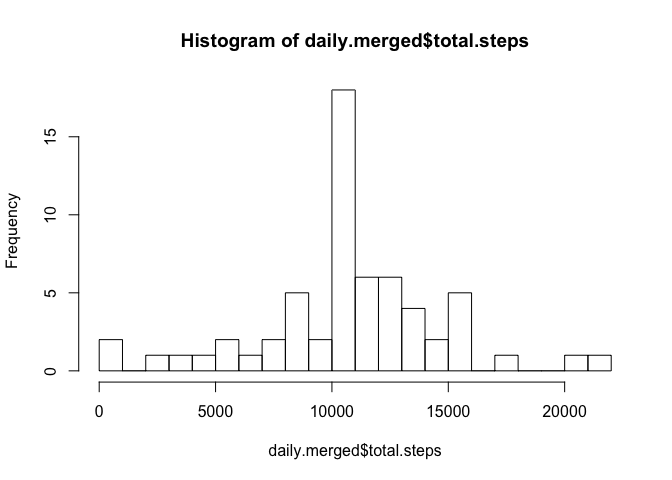 Histogram of daily.merged$total.steps
15
10
5
0
Frequency
0 5000 10000 15000 20000
daily.merged$total.steps